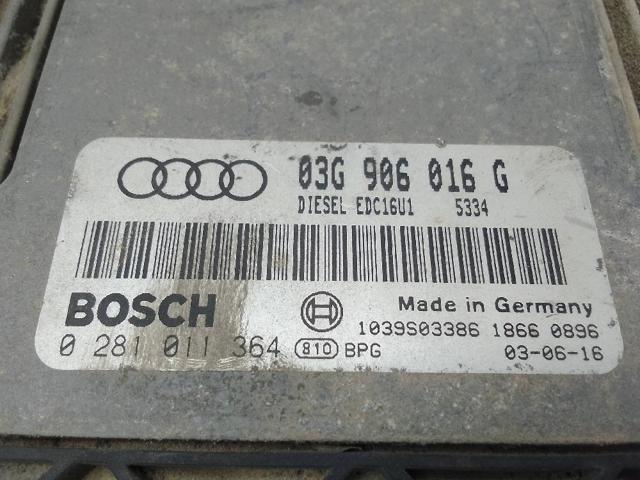 03G 906 016 G
DIESEL EDC16U1 5334
BOSCH
Made in Germany
1039S03386 1866 0896
0 281 011 364 810 BPG 03-06-16